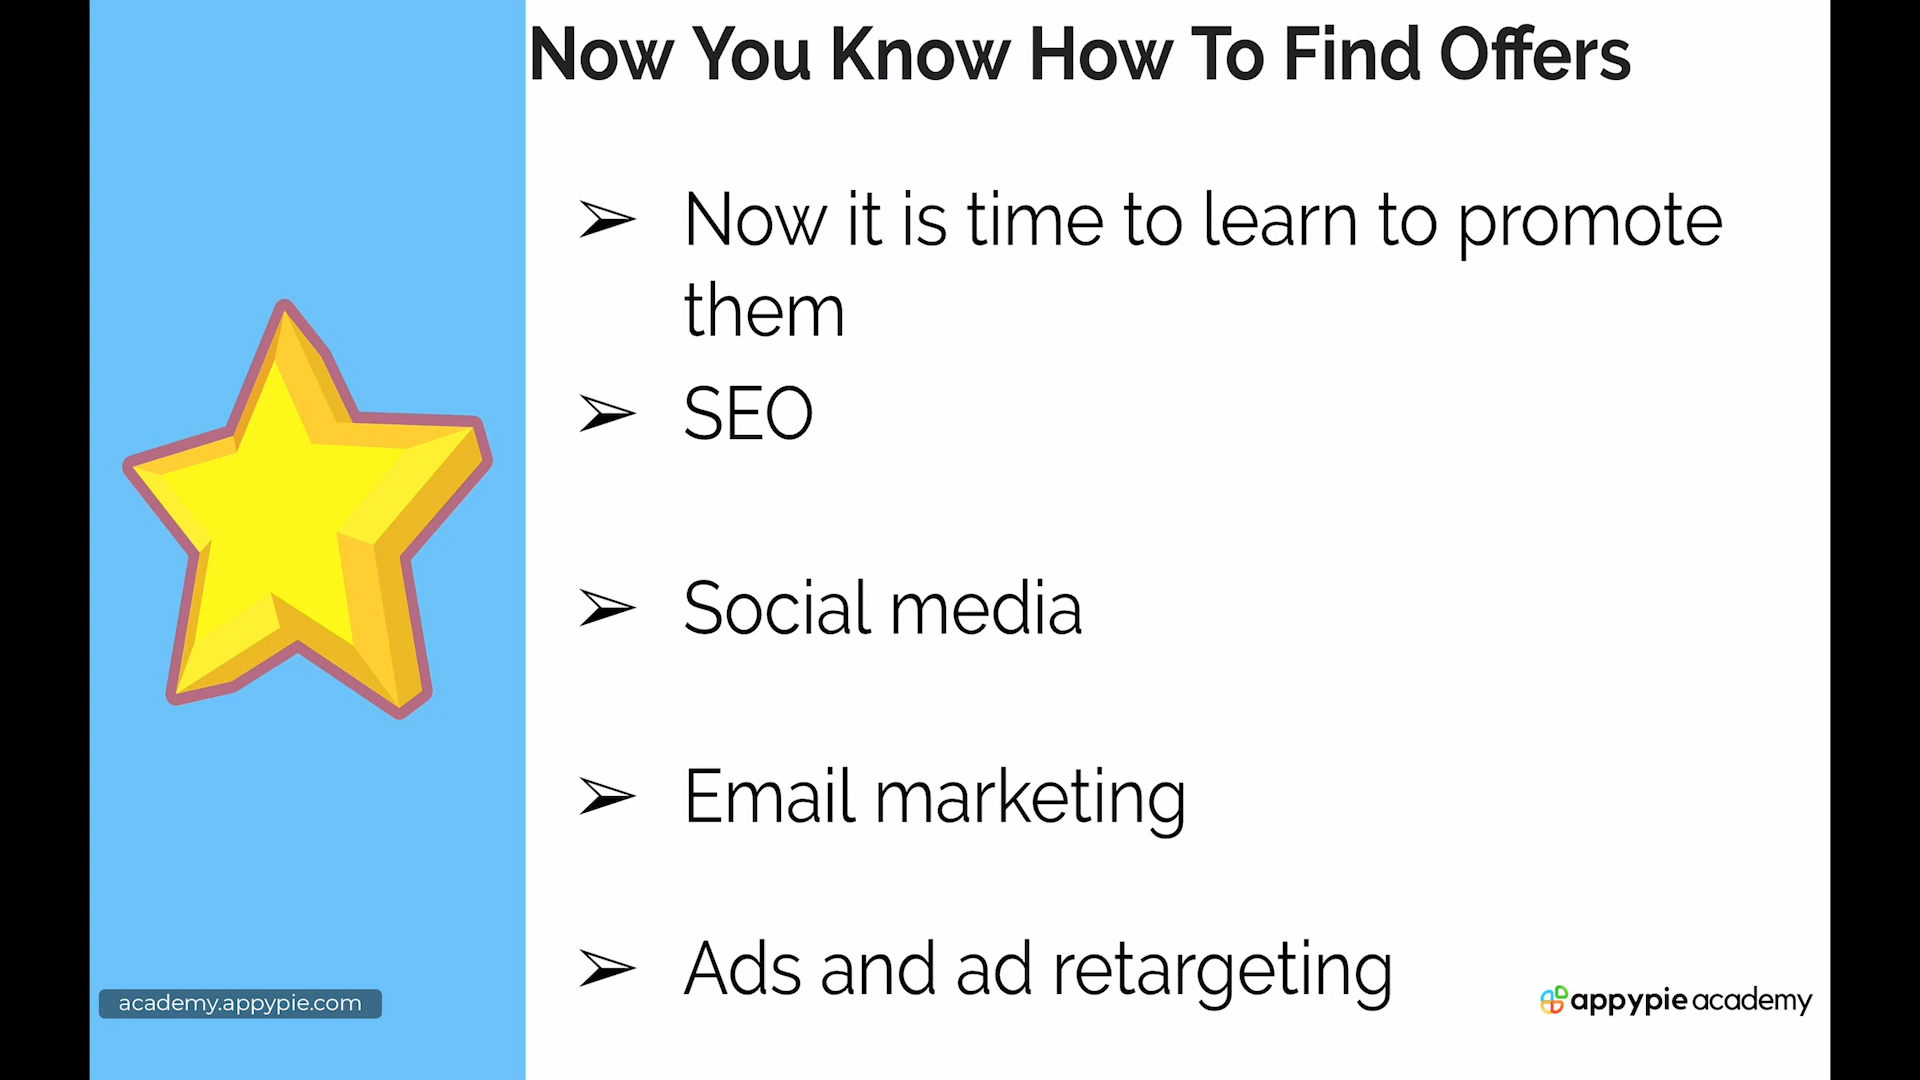 Now You Know How To Find Offers
➢ Now it is time to learn to promote
them
➢ SEO
➢ Social media
➢ Email marketing
➢ Ads and ad retargeting
academy.appypie.com
appypie academy